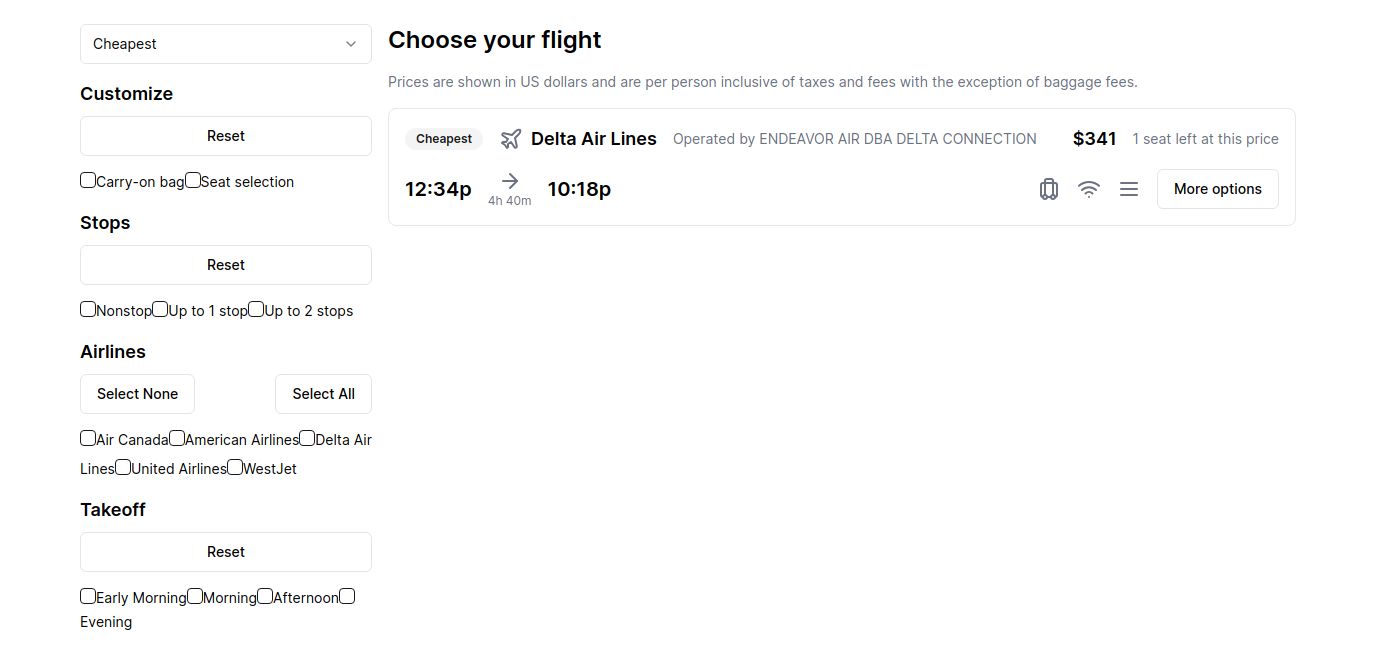 Cheapest
Customize
Reset
Carry-on bag Seat selection
Stops
Reset
Nonstop Up to 1 stop Up to 2 stops
Airlines
Select None Select All
Air Canada American Airlines Delta Air
Lines United Airlines WestJet
Takeoff
Reset
Early Morning Morning Afternoon
Evening
Choose your flight
Prices are shown in US dollars and are per person inclusive of taxes and fees with the exception of baggage fees.
Cheapest Delta Air Lines Operated by ENDEAVOR AIR DBA DELTA CONNECTION $341 1 seat left at this price
12:34p 4h 40m 10:18p More options